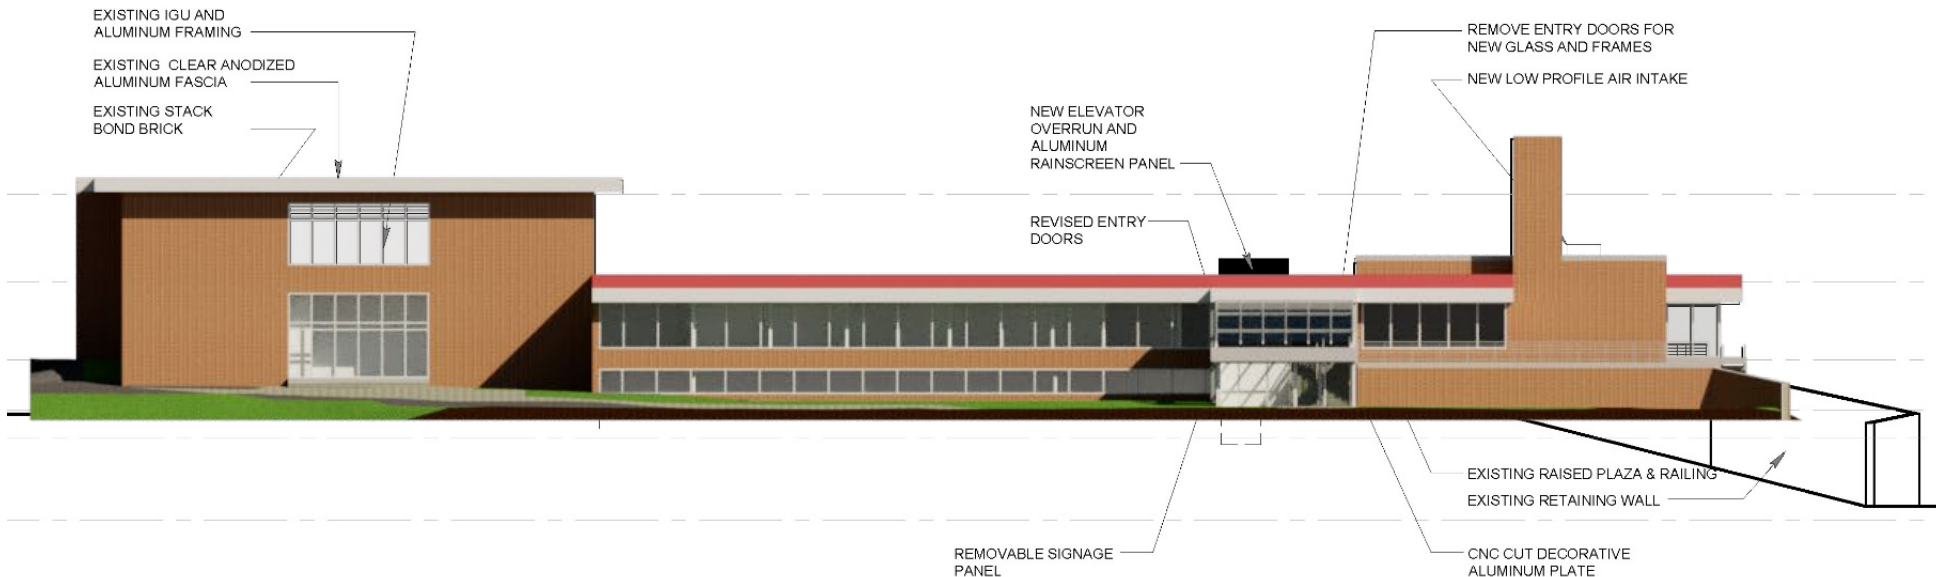 EXISTING IGU AND
ALUMINUM FRAMING
EXISTING CLEAR ANODIZED
ALUMINUM FASCIA
EXISTING STACK
BOND BRICK
NEW ELEVATOR
OVERRUN AND
ALUMINUM
RAINSCREEN PANEL
REVISED ENTRY
DOORS
REMOVE ENTRY DOORS FOR
NEW GLASS AND FRAMES
NEW LOW PROFILE AIR INTAKE
EXISTING RAISED PLAZA & RAILING
EXISTING RETAINING WALL
REMOVABLE SIGNAGE
PANEL
CNC CUT DECORATIVE
ALUMINUM PLATE